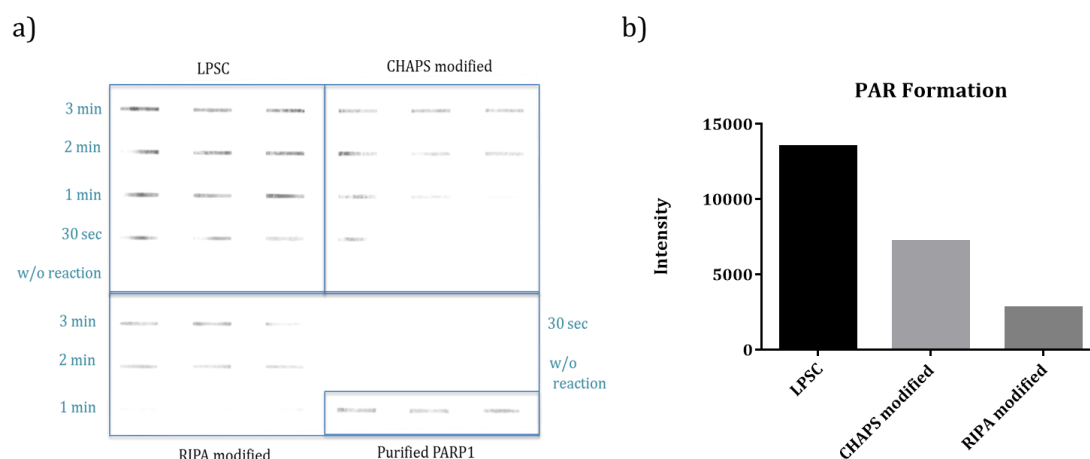 a)
LPSC
CHAPS modified
3 min
2 min
1 min
30 sec
w/o reaction
3 min
2 min
1 min
30 sec
w/o
reaction
RIPA modified
Purified PARP1
b)
PAR Formation
15000
10000
5000
0
Intensity
LPSC
CHAPS modified
RIPA modified